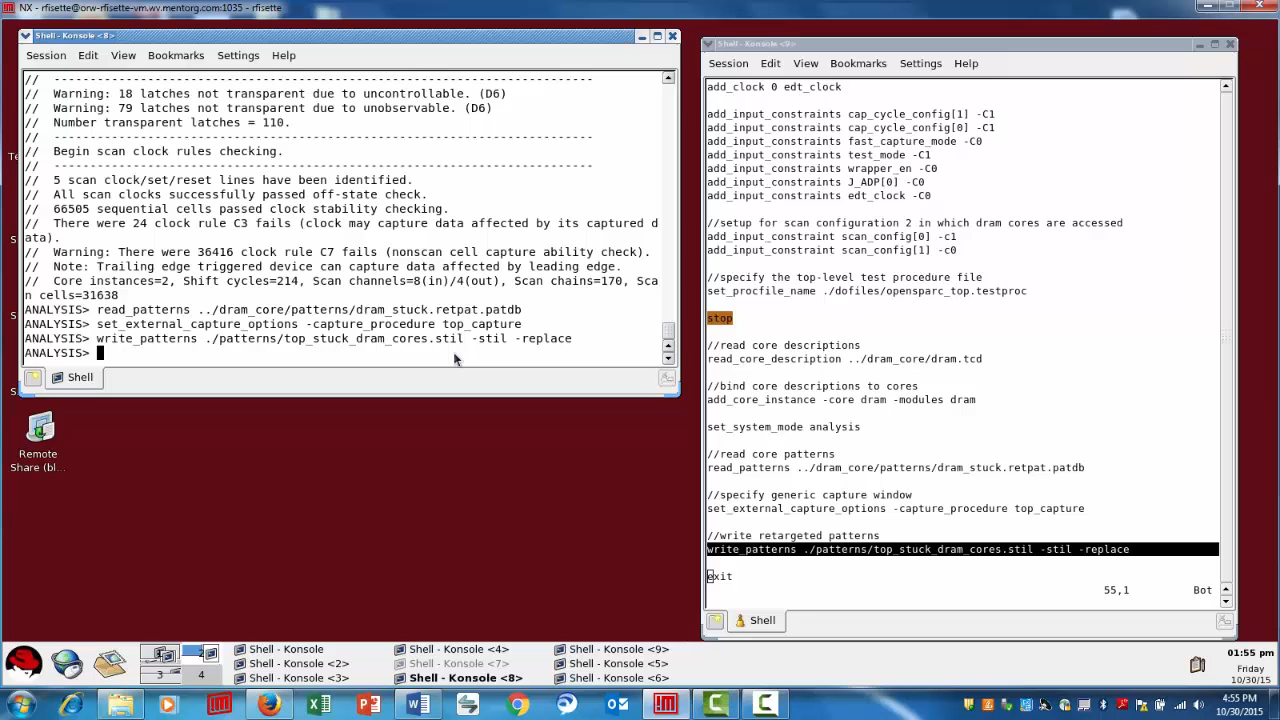 NX - rfisette@orw-rfisette-vm.wv.mentorg.com:1035 - rfisette
Shell - Konsole <8>
Session Edit View Bookmarks Settings Help
// ---------------------------------------------------------------------------
// Warning: 18 latches not transparent due to uncontrollable. (D6)
// Warning: 79 latches not transparent due to unobservable. (D6)
// Number transparent latches = 110.
// ---------------------------------------------------------------------------
// Begin scan clock rules checking.
// ---------------------------------------------------------------------------
// 5 scan clock/set/reset lines have been identified.
// All scan clocks successfully passed off-state check.
// 66505 sequential cells passed clock stability checking.
// There were 24 clock rule C3 fails (clock may capture data affected by its captured d
ata).
// Warning: There were 36416 clock rule C7 fails (nonscan cell capture ability check).
// Note: Trailing edge triggered device can capture data affected by leading edge.
// Core instances=2, Shift cycles=214, Scan channels=8(in)/4(out), Scan chains=170, Sca
n cells=31638
ANALYSIS> read_patterns ../dram_core/patterns/dram_stuck.retpat.patdb
ANALYSIS> set_external_capture_options -capture_procedure top_capture
ANALYSIS> write_patterns ./patterns/top_stuck_dram_cores.stil -stil -replace
ANALYSIS>
Shell
Remote
Share (bl...
Shell - Konsole <9>
Session Edit View Bookmarks Settings Help
add_clock 0 edt_clock
add_input_constraints cap_cycle_config[1] -C1
add_input_constraints cap_cycle_config[0] -C1
add_input_constraints fast_capture_mode -C0
add_input_constraints test_mode -C1
add_input_constraints wrapper_en -C0
add_input_constraints J_ADP[0] -C0
add_input_constraints edt_clock -C0
//setup for scan configuration 2 in which dram cores are accessed
add_input_constraint scan_config[0] -c1
add_input_constraint scan_config[1] -c0
//specify the top-level test procedure file
set_procfile_name ./dofiles/opensparc_top.testproc
stop
//read core descriptions
read_core_description ../dram_core/dram.tcd
//bind core descriptions to cores
add_core_instance -core dram -modules dram
set_system_mode analysis
//read core patterns
read_patterns ../dram_core/patterns/dram_stuck.retpat.patdb
//specify generic capture window
set_external_capture_options -capture_procedure top_capture
//write retargeted patterns
write_patterns ./patterns/top_stuck_dram_cores.stil -stil -replace
exit
55,1 Bot
Shell
3 4
Shell - Konsole
Shell - Konsole <2>
Shell - Konsole <3>
Shell - Konsole <4>
Shell - Konsole <7>
Shell - Konsole <8>
Shell - Konsole <9>
Shell - Konsole <5>
Shell - Konsole <6>
01:55 pm
Friday
10/30/15
4:55 PM
10/30/2015